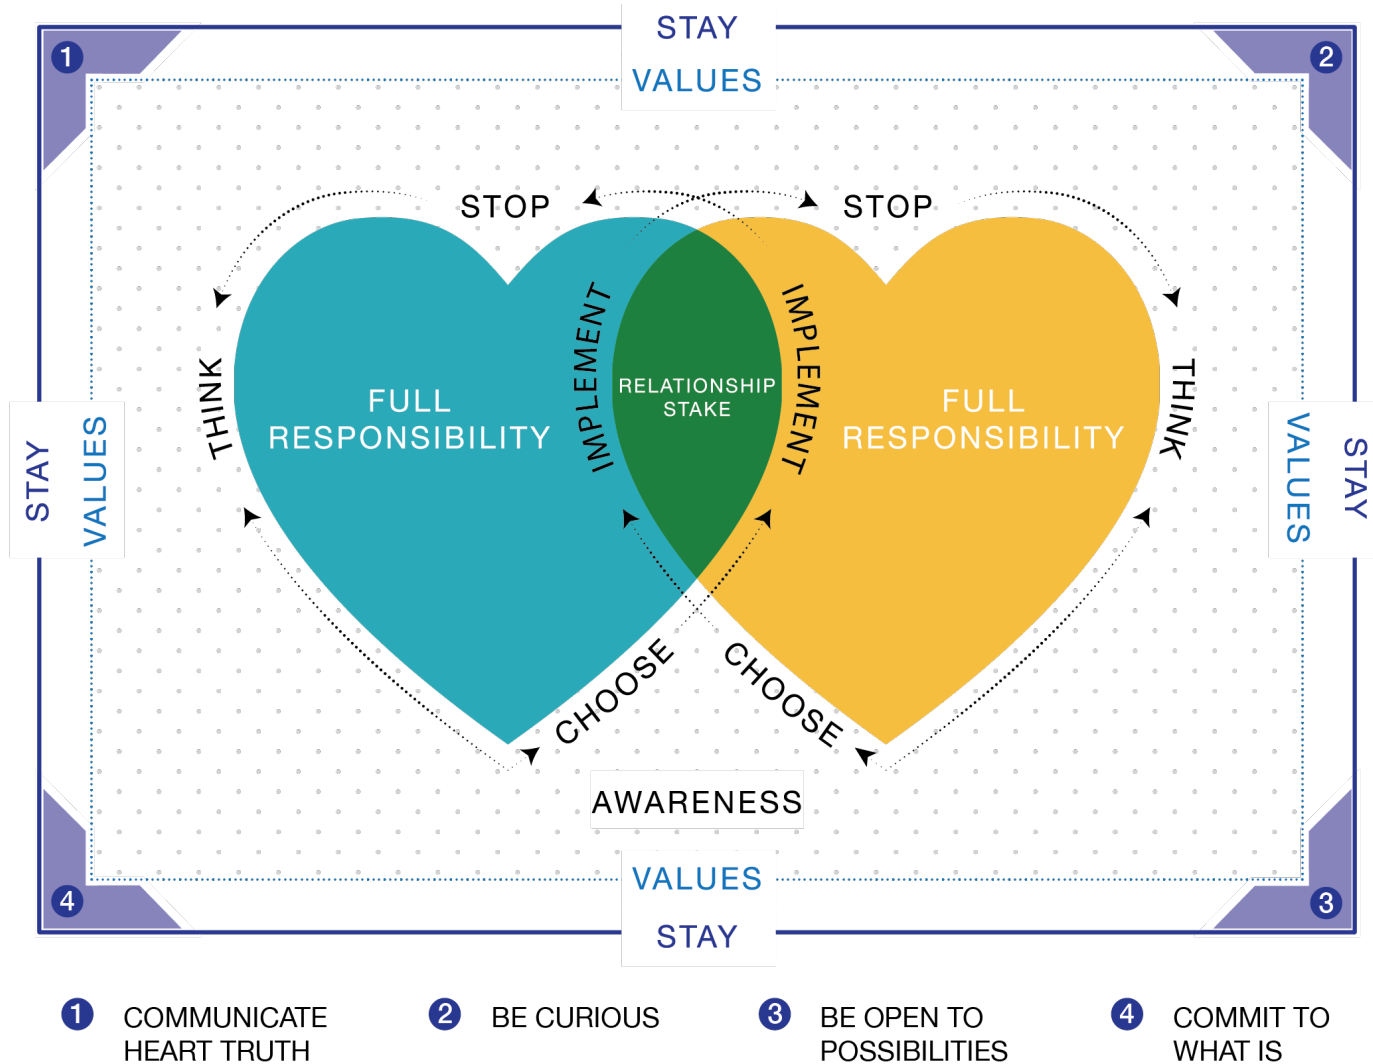 STAY
VALUES
1
2
STOP
STOP
IMPLEMENT
IMPLEMENT
THINK
THINK
RELATIONSHIP
STAKE
FULL
RESPONSIBILITY
FULL
RESPONSIBILITY
STAY
VALUES
VALUES
STAY
CHOOSE
CHOOSE
AWARENESS
VALUES
STAY
4
3
1 COMMUNICATE
HEART TRUTH
2 BE CURIOUS
3 BE OPEN TO
POSSIBILITIES
4 COMMIT TO
WHAT IS